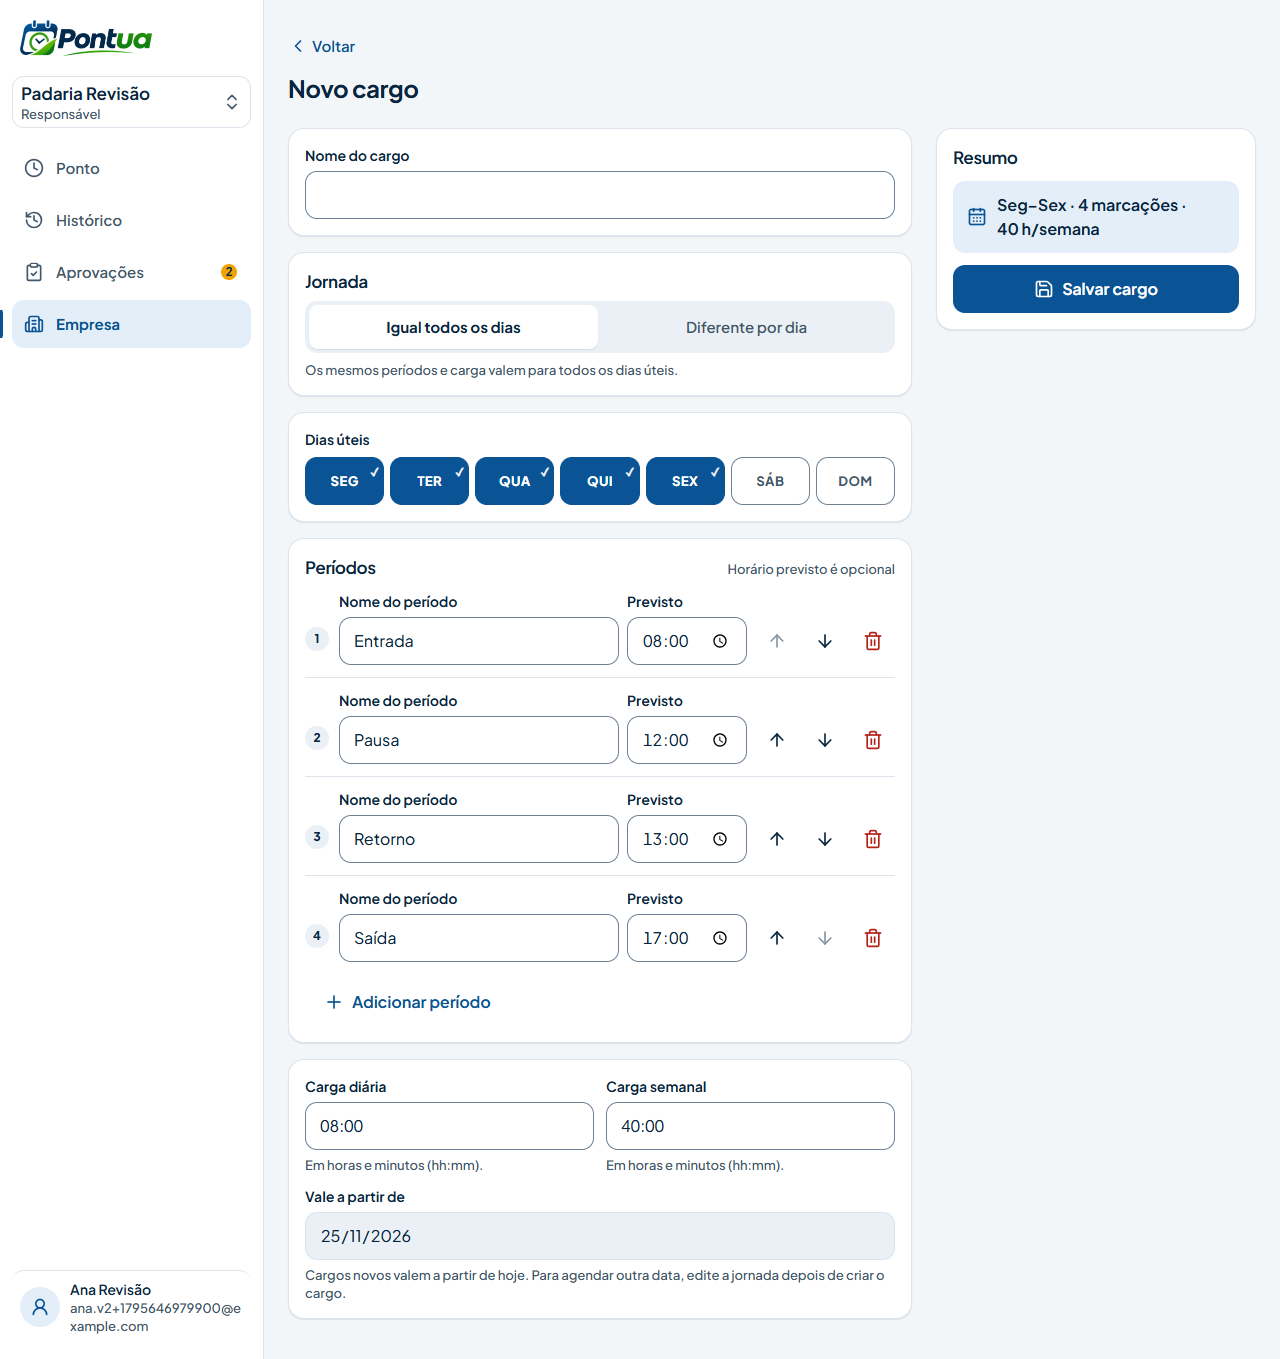 Pontua
Padaria Revisão
Responsável
Ponto
Histórico
Aprovações
2
Empresa
Ana Revisão
ana.v2+1795646979900@e
xample.com
Voltar
Novo cargo
Nome do cargo
Jornada
Igual todos os dias
Diferente por dia
Os mesmos períodos e carga valem para todos os dias úteis.
Dias úteis
SEG
TER
QUA
QUI
SEX
SÁB
DOM
Períodos
Horário previsto é opcional
Nome do período
Previsto
1
Entrada
08:00
Nome do período
Previsto
2
Pausa
12:00
Nome do período
Previsto
3
Retorno
13:00
Nome do período
Previsto
4
Saída
17:00
Adicionar período
Carga diária
Carga semanal
08:00
40:00
Em horas e minutos (hh:mm).
Em horas e minutos (hh:mm).
Vale a partir de
25/11/2026
Cargos novos valem a partir de hoje. Para agendar outra data, edite a jornada depois de criar o
cargo.
Resumo
Seg–Sex · 4 marcações ·
40 h/semana
Salvar cargo